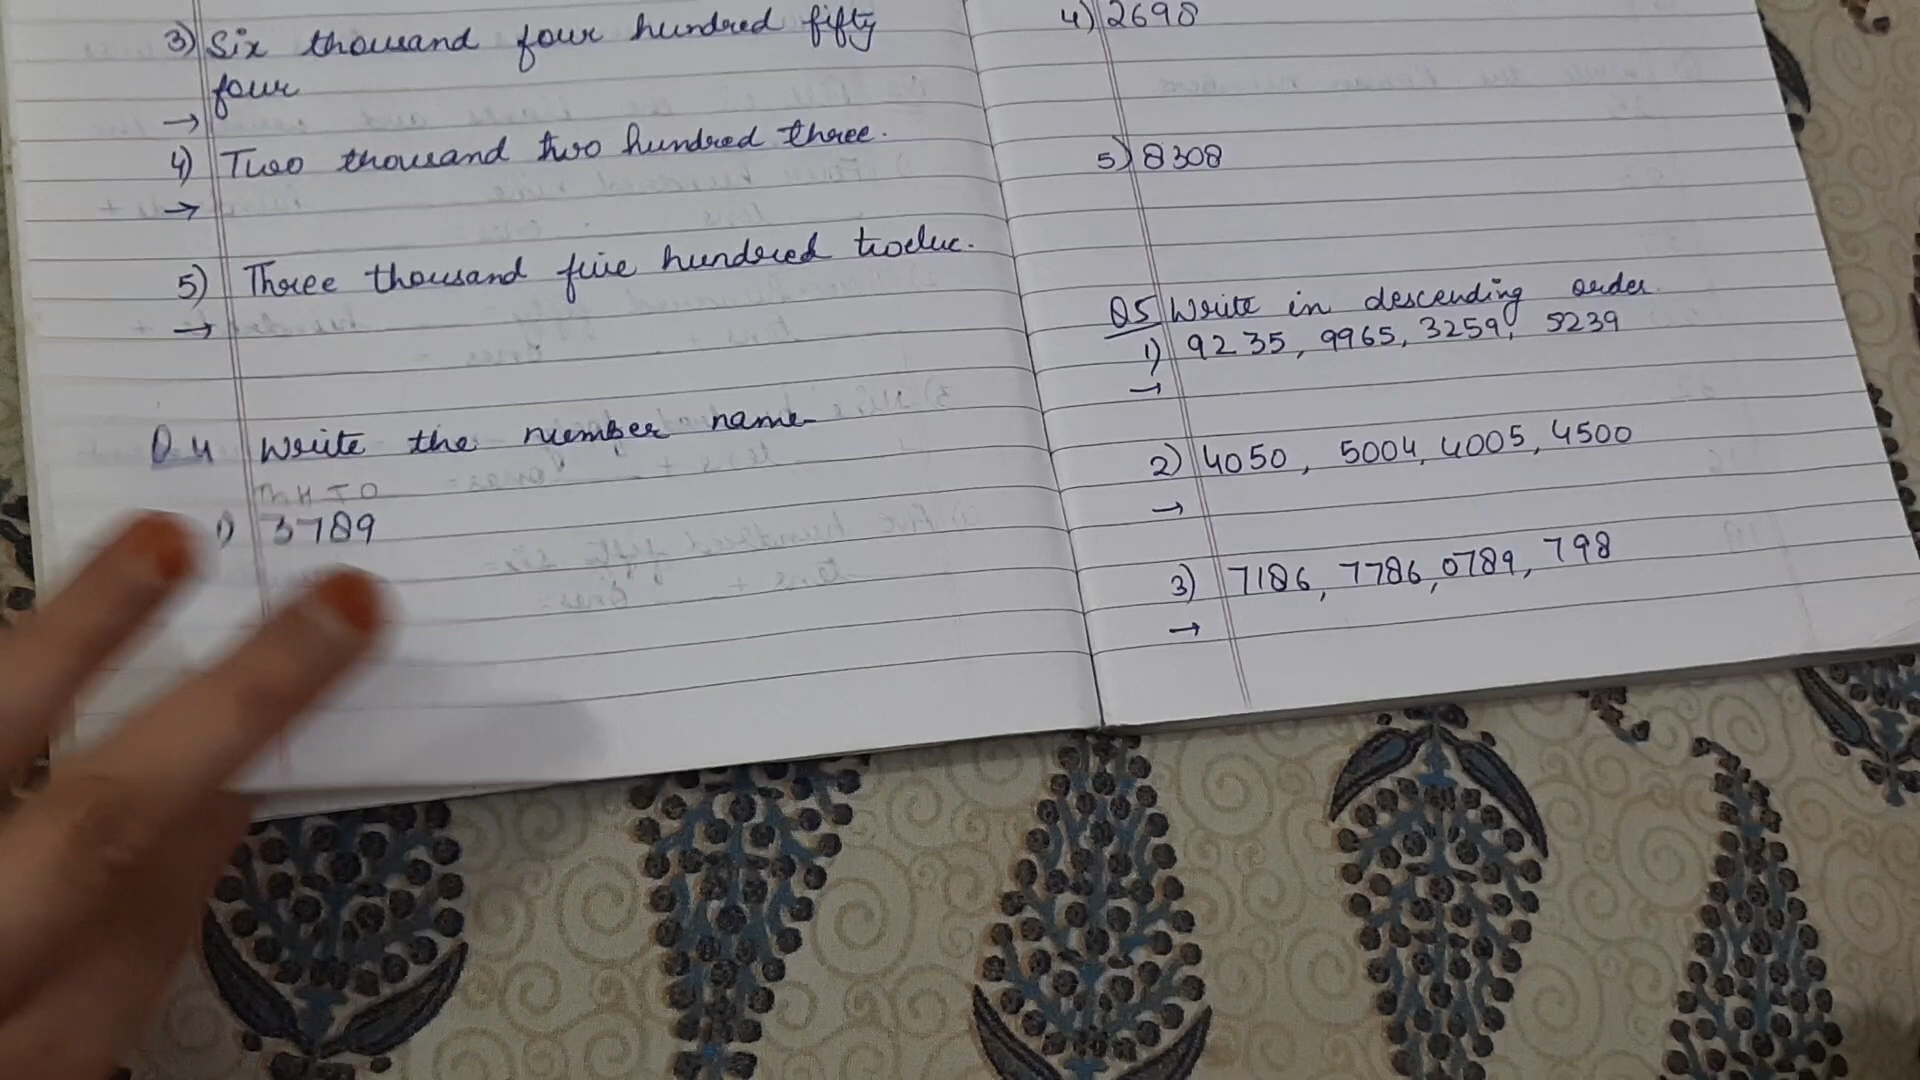 3) Six thousand four hundred fifty
four
→
4) Two thousand two hundred three.
→
5) Three thousand five hundred twelve.
→
Q4 Write the number name
Th H T O
1) 3789
4) 2698
5) 8308
Q5 Write in descending order
1) 9235, 9965, 3259, 5239
→
2) 4050, 5004, 4005, 4500
→
3) 7186, 7786, 0789, 798
→